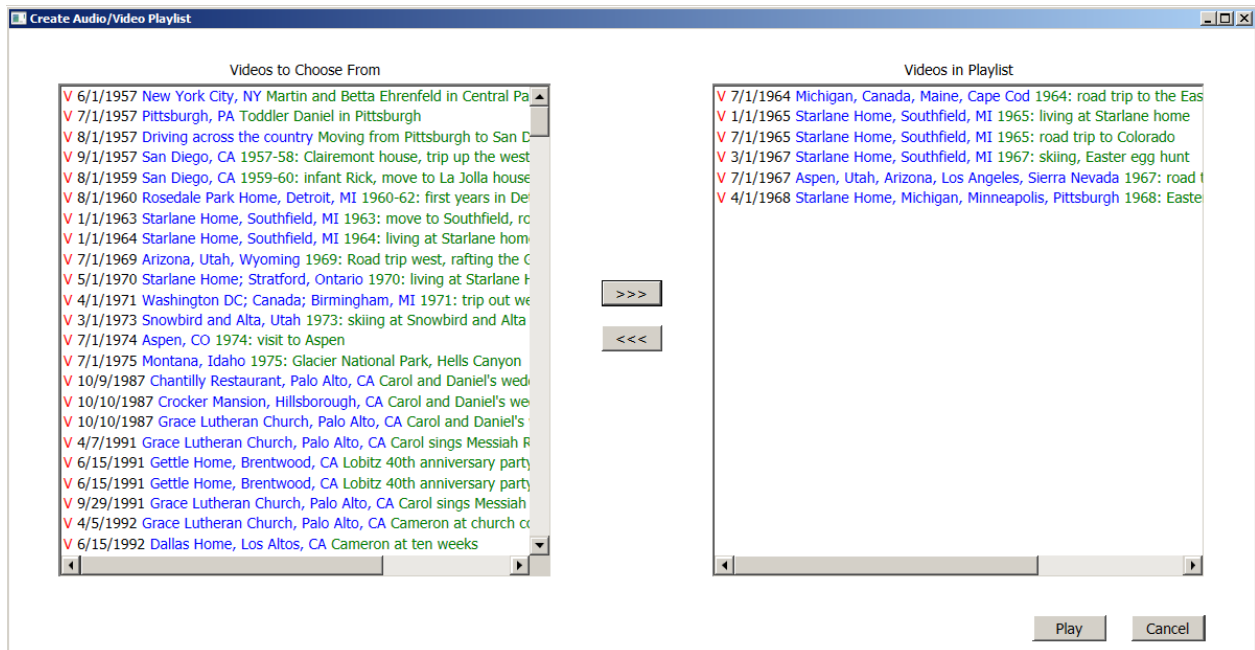 Create Audio/Video Playlist
Videos to Choose From
V 6/1/1957 New York City, NY Martin and Betta Ehrenfeld in Central Pa
V 7/1/1957 Pittsburgh, PA Toddler Daniel in Pittsburgh
V 8/1/1957 Driving across the country Moving from Pittsburgh to San D
V 9/1/1957 San Diego, CA 1957-58: Clairemont house, trip up the west
V 8/1/1959 San Diego, CA 1959-60: infant Rick, move to La Jolla house
V 8/1/1960 Rosedale Park Home, Detroit, MI 1960-62: first years in De
V 1/1/1963 Starlane Home, Southfield, MI 1963: move to Southfield, ro
V 1/1/1964 Starlane Home, Southfield, MI 1964: living at Starlane hom
V 7/1/1969 Arizona, Utah, Wyoming 1969: Road trip west, rafting the
V 5/1/1970 Starlane Home; Stratford, Ontario 1970: living at Starlane
V 4/1/1971 Washington DC; Canada; Birmingham, MI 1971: trip out we
V 3/1/1973 Snowbird and Alta, Utah 1973: skiing at Snowbird and Alta
V 7/1/1974 Aspen, CO 1974: visit to Aspen
V 7/1/1975 Montana, Idaho 1975: Glacier National Park, Hells Canyon
V 10/9/1987 Chantilly Restaurant, Palo Alto, CA Carol and Daniel's wed
V 10/10/1987 Crocker Mansion, Hillsborough, CA Carol and Daniel's we
V 10/10/1987 Grace Lutheran Church, Palo Alto, CA Carol and Daniel's
V 4/7/1991 Grace Lutheran Church, Palo Alto, CA Carol sings Messiah R
V 6/15/1991 Gettle Home, Brentwood, CA Lobitz 40th anniversary party
V 6/15/1991 Gettle Home, Brentwood, CA Lobitz 40th anniversary party
V 9/29/1991 Grace Lutheran Church, Palo Alto, CA Carol sings Messiah
V 4/5/1992 Grace Lutheran Church, Palo Alto, CA Cameron at church co
V 6/15/1992 Dallas Home, Los Altos, CA Cameron at ten weeks
>>>
<<<
Videos in Playlist
V 7/1/1964 Michigan, Canada, Maine, Cape Cod 1964: road trip to the Eas
V 1/1/1965 Starlane Home, Southfield, MI 1965: living at Starlane home
V 7/1/1965 Starlane Home, Southfield, MI 1965: road trip to Colorado
V 3/1/1967 Starlane Home, Southfield, MI 1967: skiing, Easter egg hunt
V 7/1/1967 Aspen, Utah, Arizona, Los Angeles, Sierra Nevada 1967: road t
V 4/1/1968 Starlane Home, Michigan, Minneapolis, Pittsburgh 1968: Easte
Play
Cancel